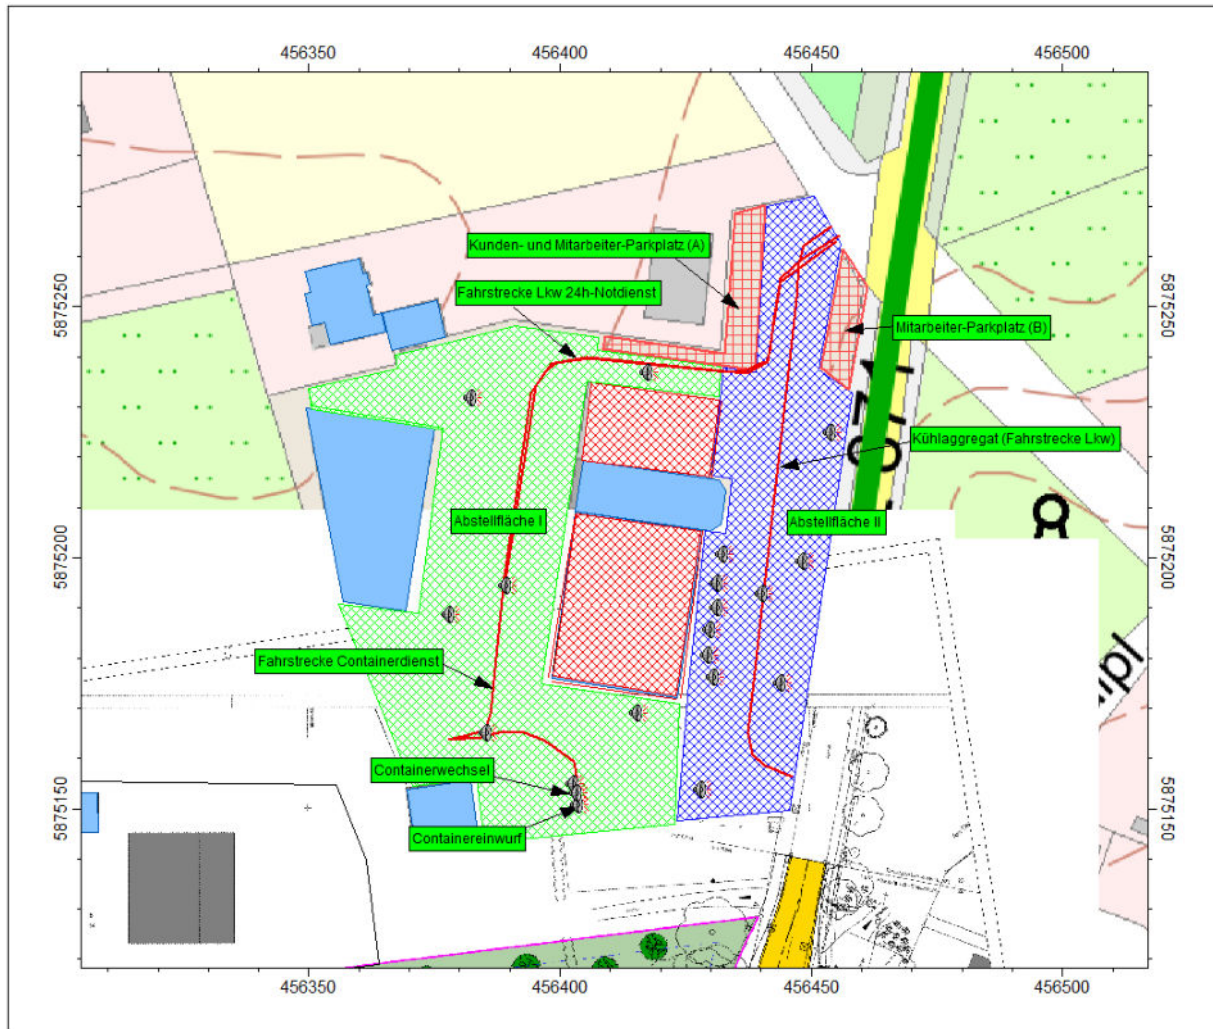 456350 456400 456450 456500
Kunden- und Mitarbeiter-Parkplatz (A)
Fahrstrecke Lkw 24h-Notdienst
5875250
5875250
Mitarbeiter-Parkplatz (B)
Kühlaggregat (Fahrstrecke Lkw)
Abstellfläche I
Abstellfläche II
5875200
5875200
Fahrstrecke Containerdienst
Containerwechsel
5875150
5875150
Containereinwurf
456350 456400 456450 456500